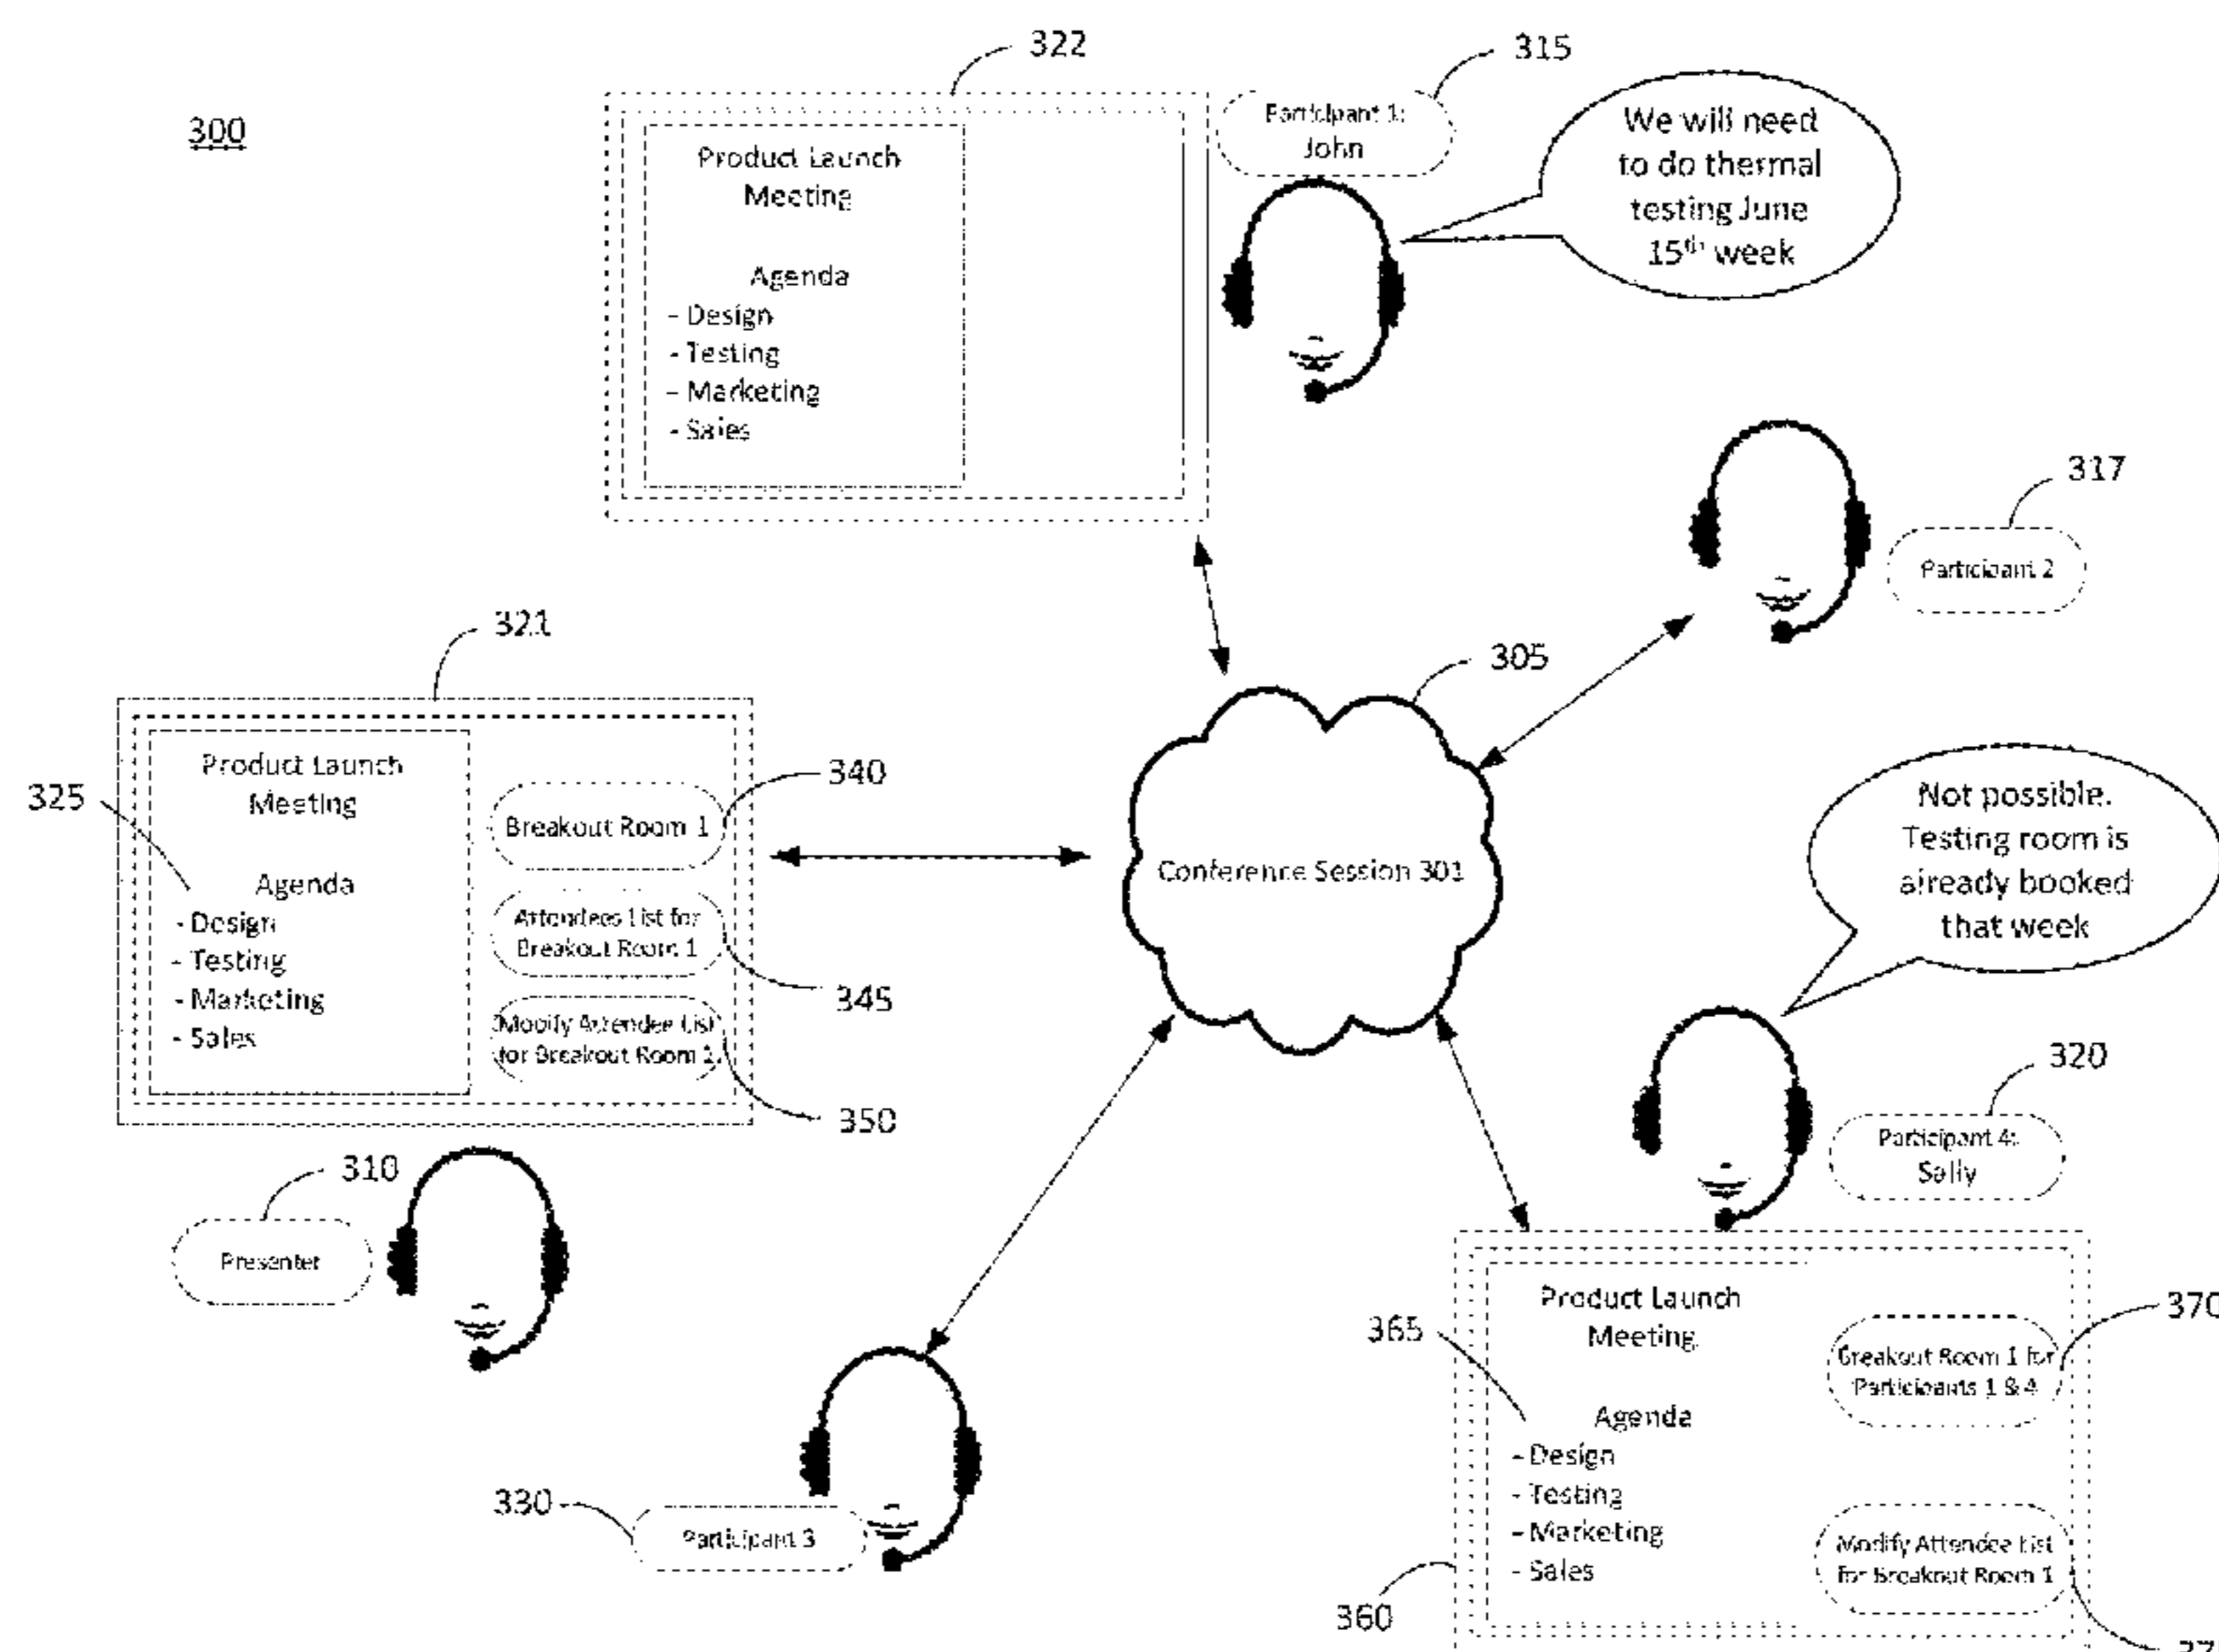 300
322
315
Product Launch
Meeting
Agenda
- Design
- Testing
- Marketing
- Sales
Participant 1:
John
We will need
to do thermal
testing June
15th week
317
Participant 2
321
305
325
Product Launch
Meeting
Agenda
- Design
- Testing
- Marketing
- Sales
340
Breakout Room 1
Attendees List for
Breakout Room 1
345
Modify Attendee List
for Breakout Room 1
350
Conference Session 301
Not possible.
Testing room is
already booked
that week
320
Participant 4:
Sally
310
Presenter
330
Participant 3
365
Product Launch
Meeting
Agenda
- Design
- Testing
- Marketing
- Sales
370
Breakout Room 1 for
Participants 1 & 4
Modify Attendee List
for Breakout Room 1
360